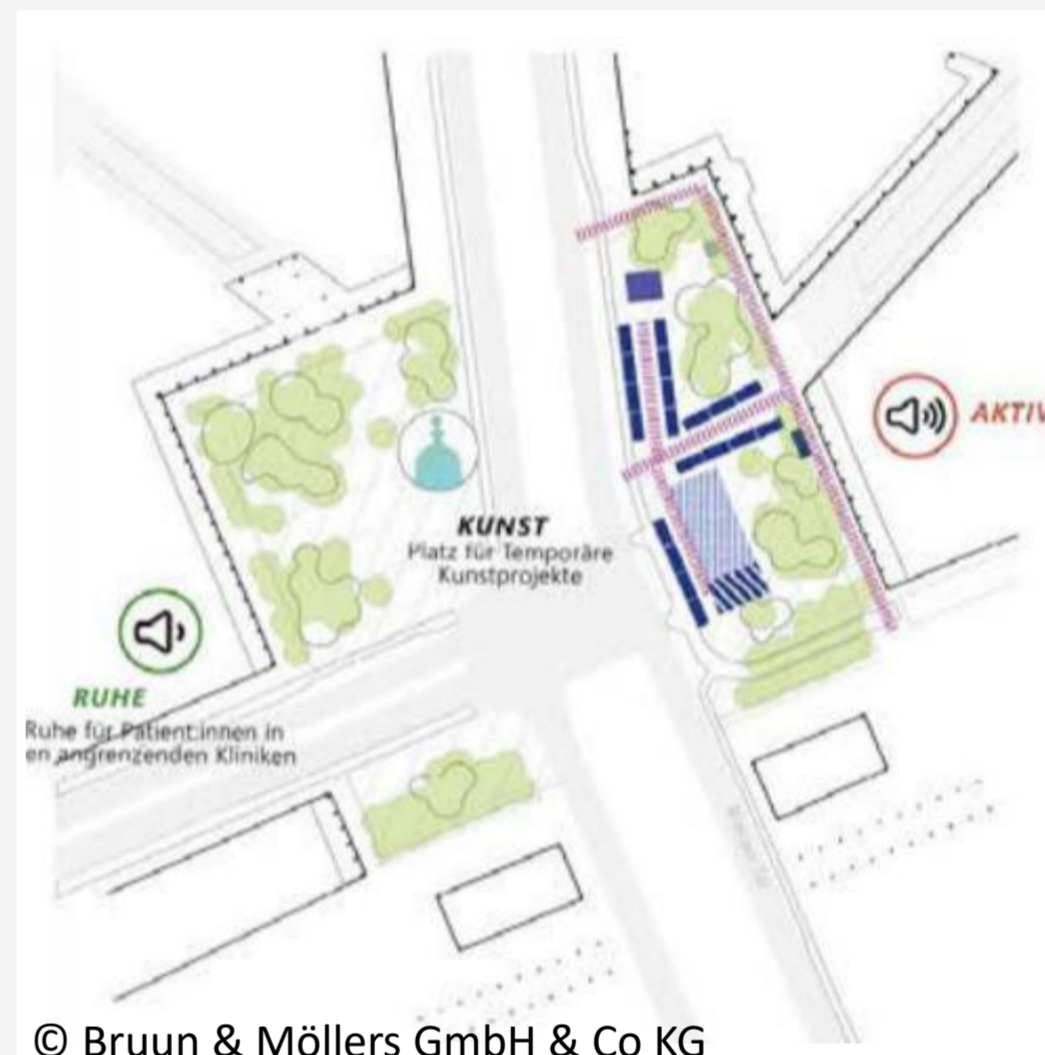 AKTIV
KUNST
Platz für Temporäre
Kunstprojekte
RUHE
Ruhe für Patient:innen in
en angrenzenden Kliniken
© Bruun & Möllers GmbH & Co KG